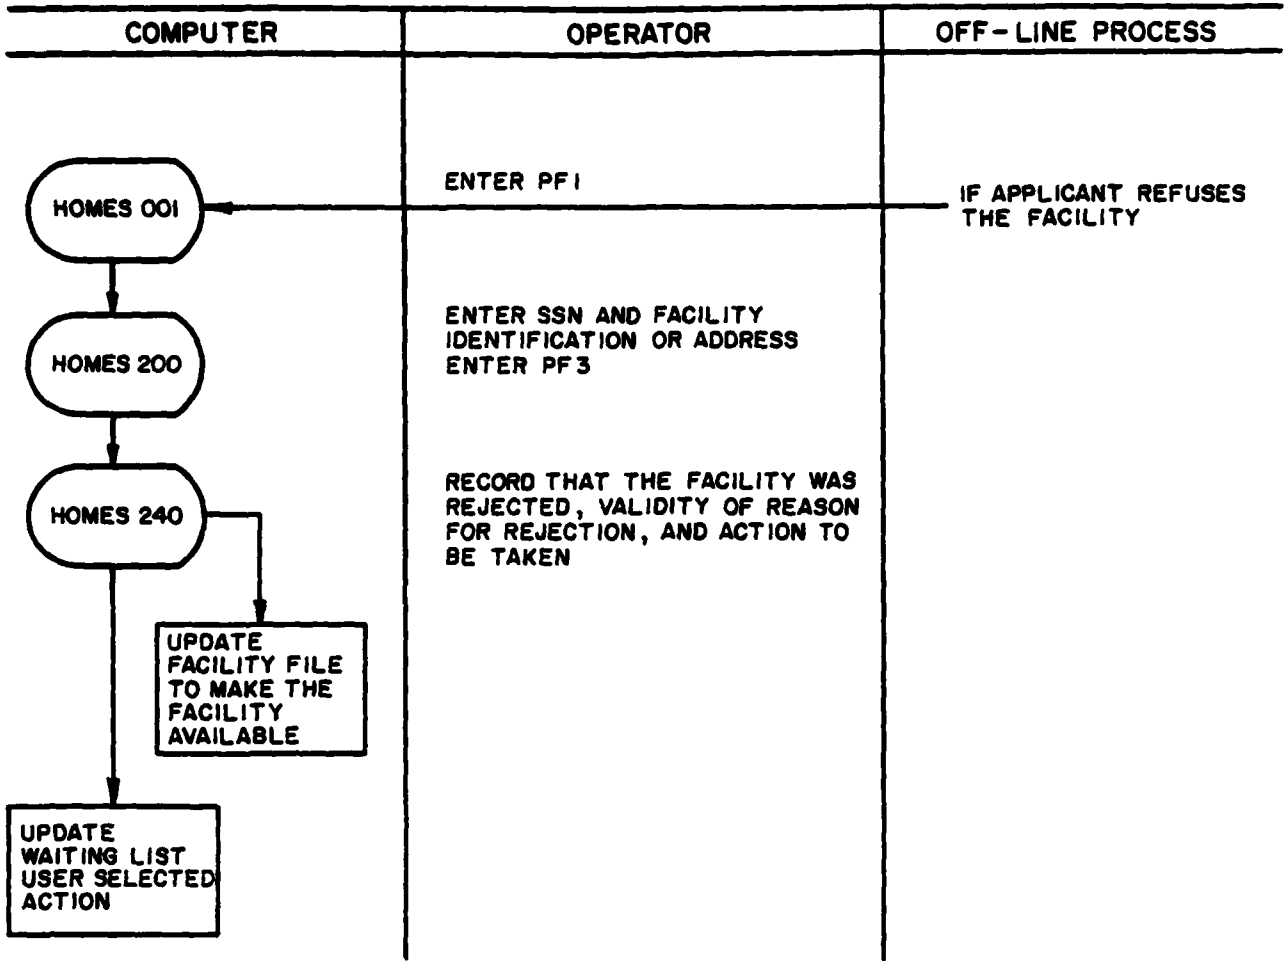 COMPUTER
OPERATOR
OFF-LINE PROCESS
HOMES 001
ENTER PF1
IF APPLICANT REFUSES
THE FACILITY
HOMES 200
ENTER SSN AND FACILITY
IDENTIFICATION OR ADDRESS
ENTER PF3
HOMES 240
RECORD THAT THE FACILITY WAS
REJECTED, VALIDITY OF REASON
FOR REJECTION, AND ACTION TO
BE TAKEN
UPDATE
FACILITY FILE
TO MAKE THE
FACILITY
AVAILABLE
UPDATE
WAITING LIST
USER SELECTED
ACTION